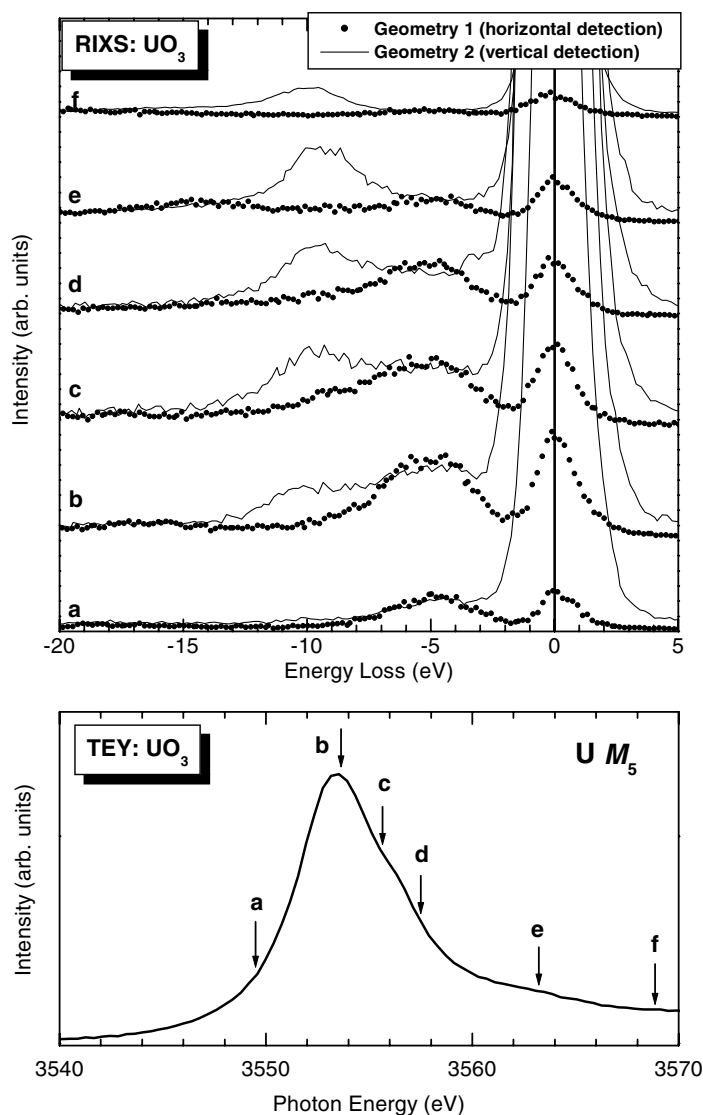 RIXS: UO₃
Geometry 1 (horizontal detection)
Geometry 2 (vertical detection)
f
e
d
c
b
a
Intensity (arb. units)
-20 -15 -10 -5 0 5
Energy Loss (eV)
TEY: UO₃
U M₅
a
b
c
d
e
f
Intensity (arb. units)
3540 3550 3560 3570
Photon Energy (eV)